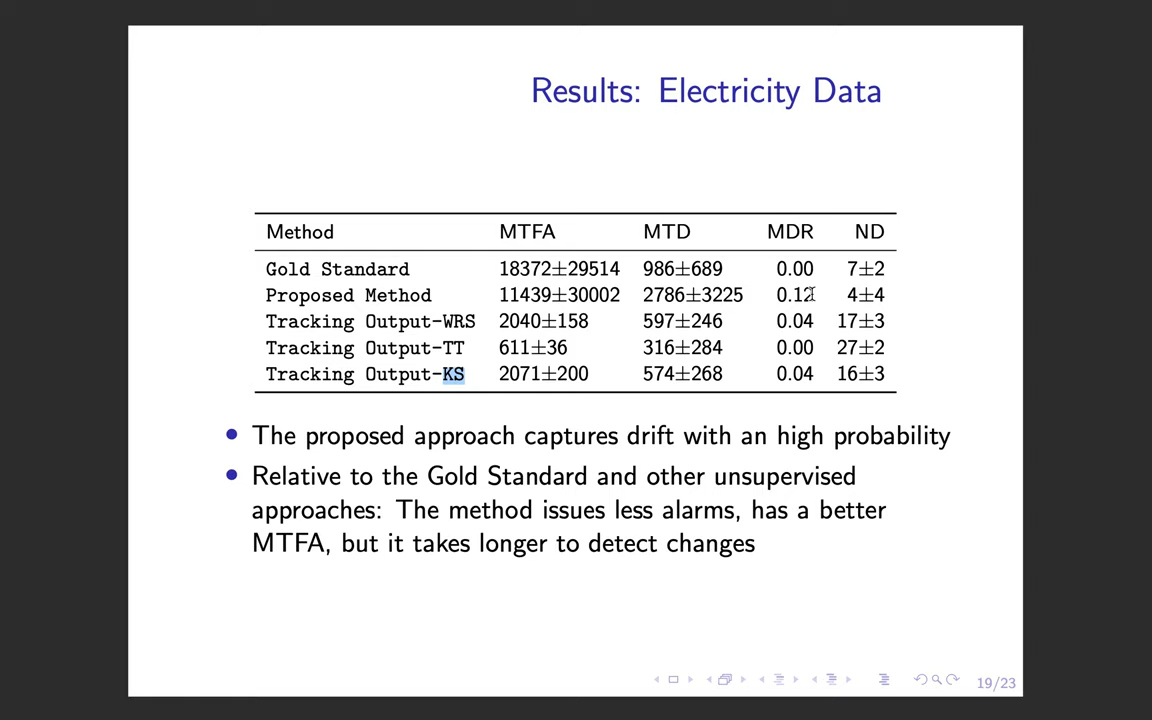 Results: Electricity Data
Method MTFA MTD MDR ND
Gold Standard 18372±29514 986±689 0.00 7±2
Proposed Method 11439±30002 2786±3225 0.12 4±4
Tracking Output-WRS 2040±158 597±246 0.04 17±3
Tracking Output-TT 611±36 316±284 0.00 27±2
Tracking Output-KS 2071±200 574±268 0.04 16±3
• The proposed approach captures drift with an high probability
• Relative to the Gold Standard and other unsupervised
approaches: The method issues less alarms, has a better
MTFA, but it takes longer to detect changes
19/23